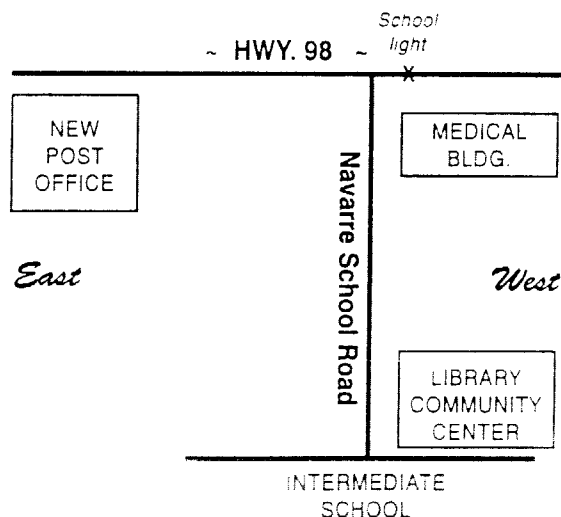 School
light
~ HWY. 98 ~
X
NEW
POST
OFFICE
MEDICAL
BLDG.
Navarre School Road
East
West
LIBRARY
COMMUNITY
CENTER
INTERMEDIATE
SCHOOL